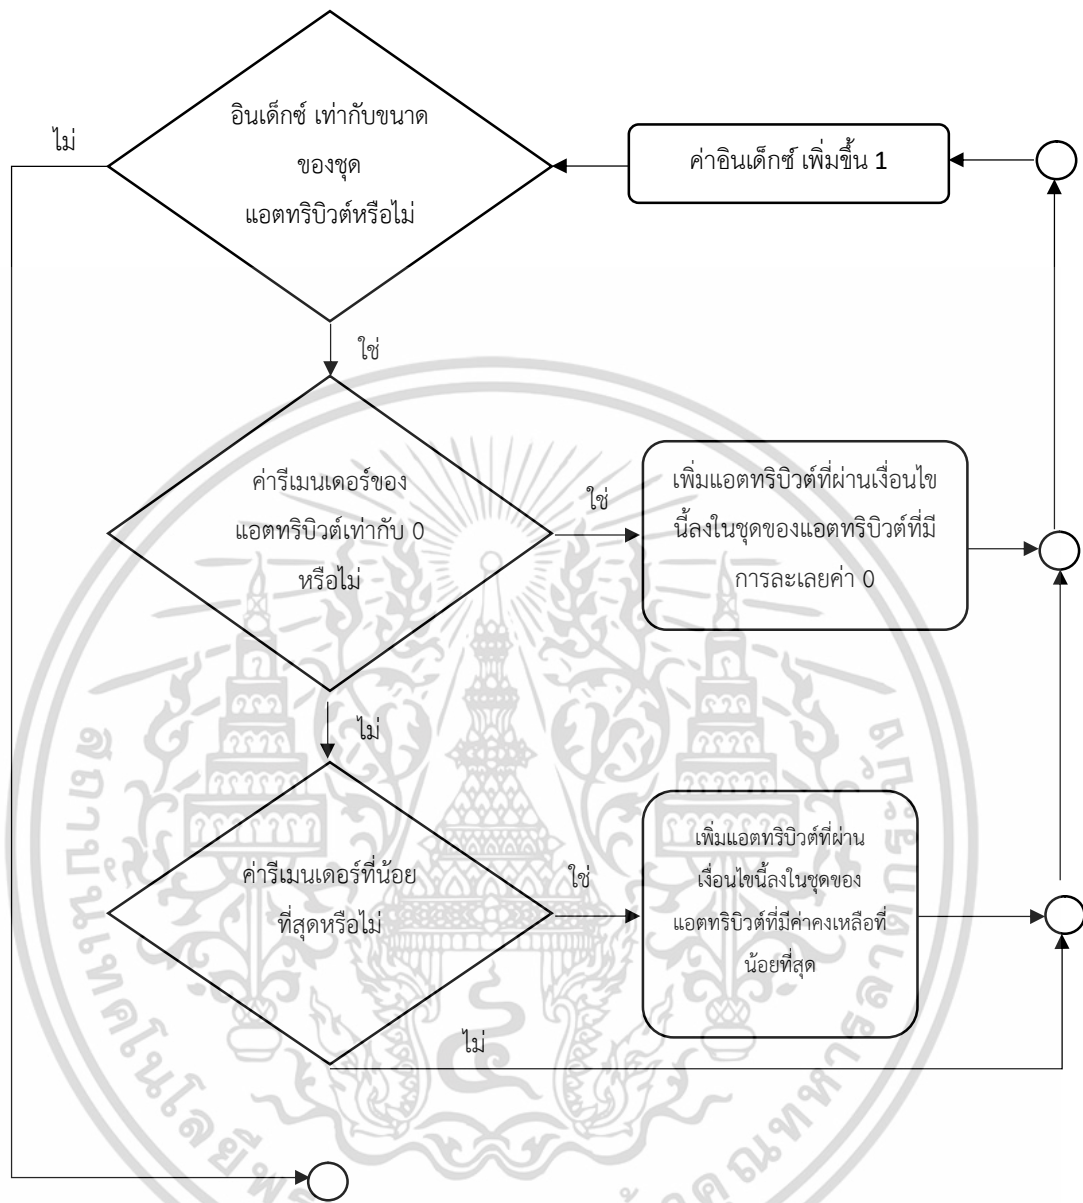 อินเด็กซ์ เท่ากับขนาด
ของชุด
แอตทริบิวต์หรือไม่
ไม่
ค่าอินเด็กซ์ เพิ่มขึ้น 1
ใช่
ค่ารีเมนเดอร์ของ
แอตทริบิวต์เท่ากับ 0
หรือไม่
ใช่
เพิ่มแอตทริบิวต์ที่ผ่านเงื่อนไข
นี้ลงในชุดของแอตทริบิวต์ที่มี
การละเลยค่า 0
ไม่
ค่ารีเมนเดอร์ที่น้อย
ที่สุดหรือไม่
ใช่
เพิ่มแอตทริบิวต์ที่ผ่าน
เงื่อนไขนี้ลงในชุดของ
แอตทริบิวต์ที่มีค่าคงเหลือที่
น้อยที่สุด
ไม่